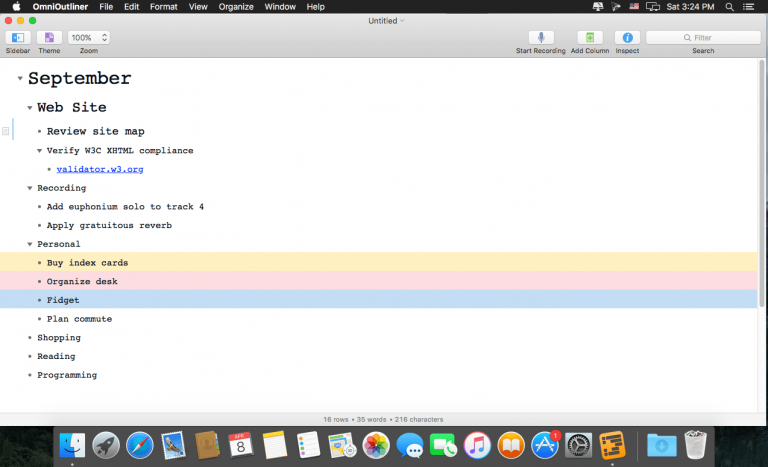 OmniOutliner File Edit Format View Organize Window Help Sat 3:24 PM
Untitled
100% Filter
Sidebar Theme Zoom Start Recording Add Column Inspect Search
September
Web Site
Review site map
Verify W3C XHTML compliance
validator.w3.org
Recording
Add euphonium solo to track 4
Apply gratuitous reverb
Personal
Buy index cards
Organize desk
Fidget
Plan commute
Shopping
Reading
Programming
16 rows • 35 words • 216 characters
APR
8
1